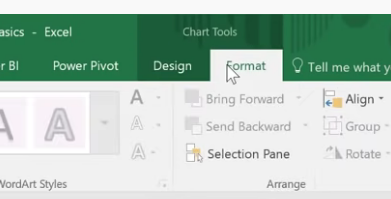 asics - Excel
Chart Tools
r BI
Power Pivot
Design
Format
Tell me what y
A
A
A
A
A
Bring Forward
Align
Send Backward
Group
Selection Pane
Rotate
WordArt Styles
Arrange